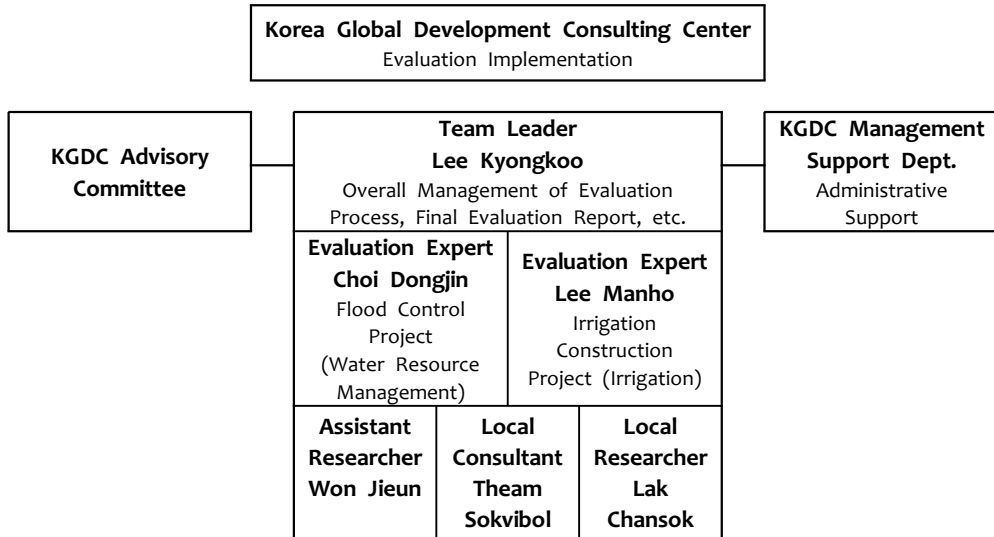 Korea Global Development Consulting Center
Evaluation Implementation
KGDC Advisory
Committee
Team Leader
Lee Kyongkoo
Overall Management of Evaluation
Process, Final Evaluation Report, etc.
KGDC Management
Support Dept.
Administrative
Support
Evaluation Expert
Choi Dongjin
Flood Control
Project
(Water Resource
Management)
Evaluation Expert
Lee Manho
Irrigation
Construction
Project (Irrigation)
Assistant
Researcher
Won Jieun
Local
Consultant
Theam
Sokvibol
Local
Researcher
Lak
Chansok